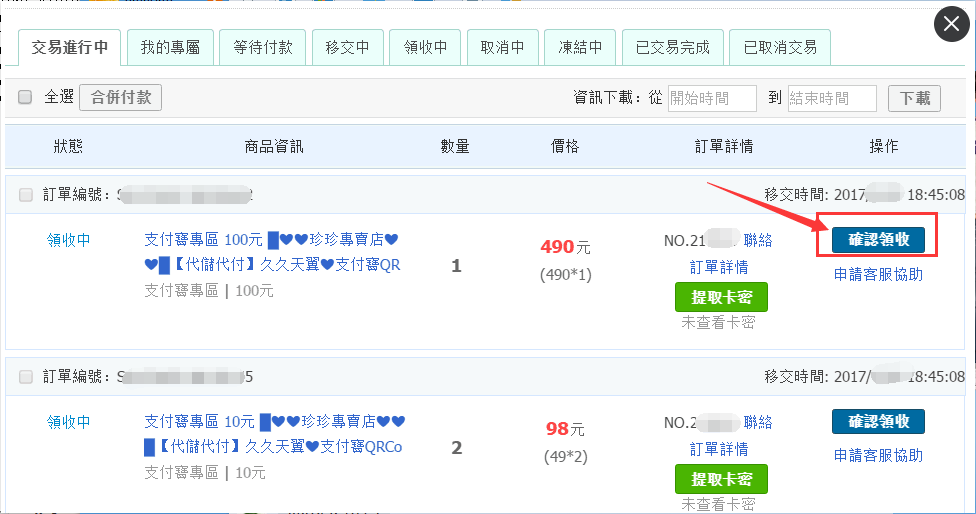 交易進行中 我的專屬 等待付款 移交中 領收中 取消中 凍結中 已交易完成 已取消交易
全選 合併付款 資訊下載：從 開始時間 到 結束時間 下載
狀態 商品資訊 數量 價格 訂單詳情 操作
訂單編號： 移交時間: 2017/ 18:45:08
領收中 支付寶專區 100元 █♥♥珍珍專賣店♥ 490元 NO.21 聯絡 確認領收
♥█【代儲代付】久久天翼♥支付寶QR 1 (490*1) 訂單詳情 申請客服協助
支付寶專區 | 100元 提取卡密
未查看卡密
訂單編號： 移交時間: 2017/ 18:45:08
領收中 支付寶專區 10元 █♥♥珍珍專賣店♥♥ 98元 NO.2 聯絡 確認領收
█【代儲代付】久久天翼♥支付寶QRCo 2 (49*2) 訂單詳情 申請客服協助
支付寶專區 | 10元 提取卡密
未查看卡密